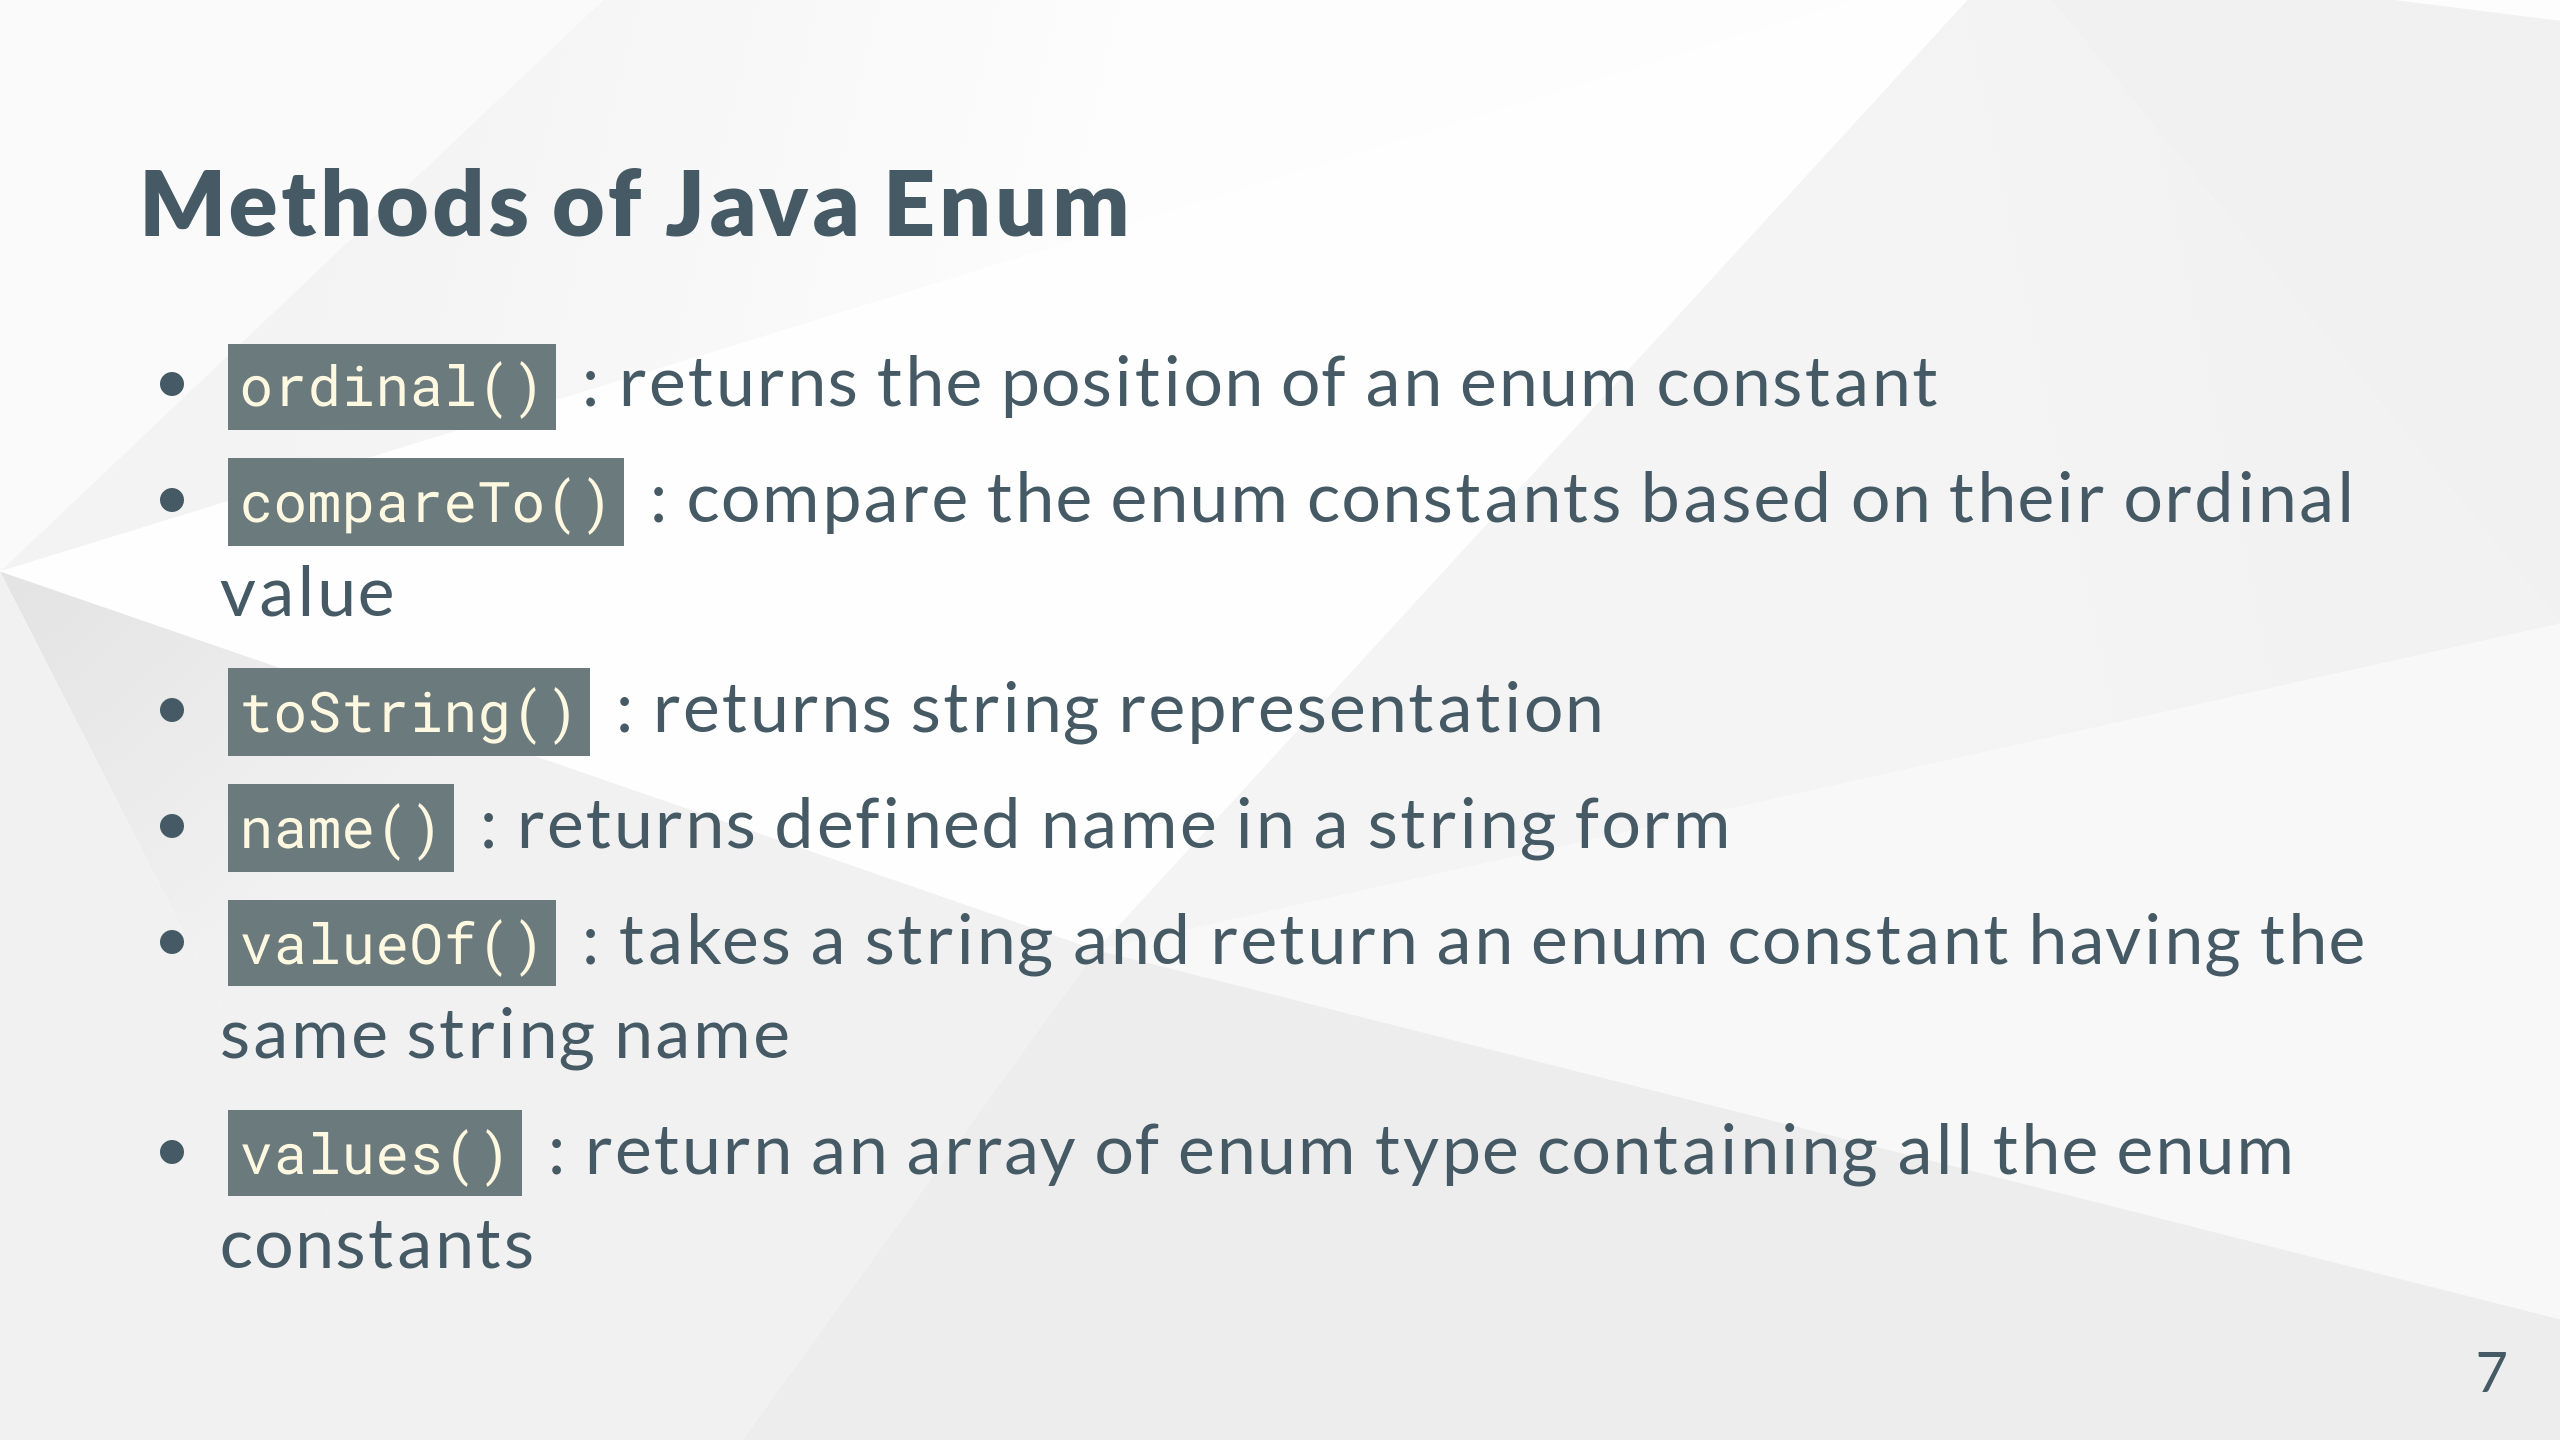 Methods of Java Enum
• ordinal() : returns the position of an enum constant
• compareTo() : compare the enum constants based on their ordinal
value
• toString() : returns string representation
• name() : returns defined name in a string form
• valueOf() : takes a string and return an enum constant having the
same string name
• values() : return an array of enum type containing all the enum
constants
7